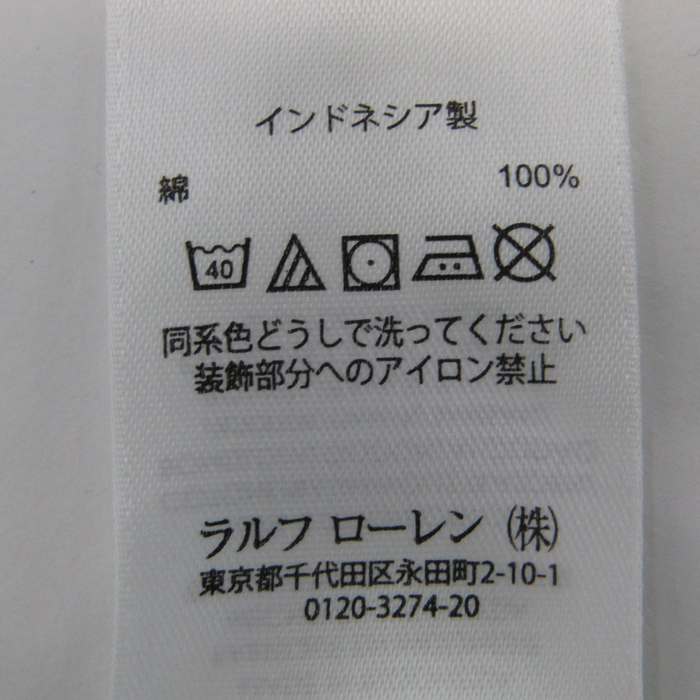 インドネシア製
綿 100%
40
同系色どうしで洗ってください
装飾部分へのアイロン禁止
ラルフ ローレン (株)
東京都千代田区永田町2-10-1
0120-3274-20